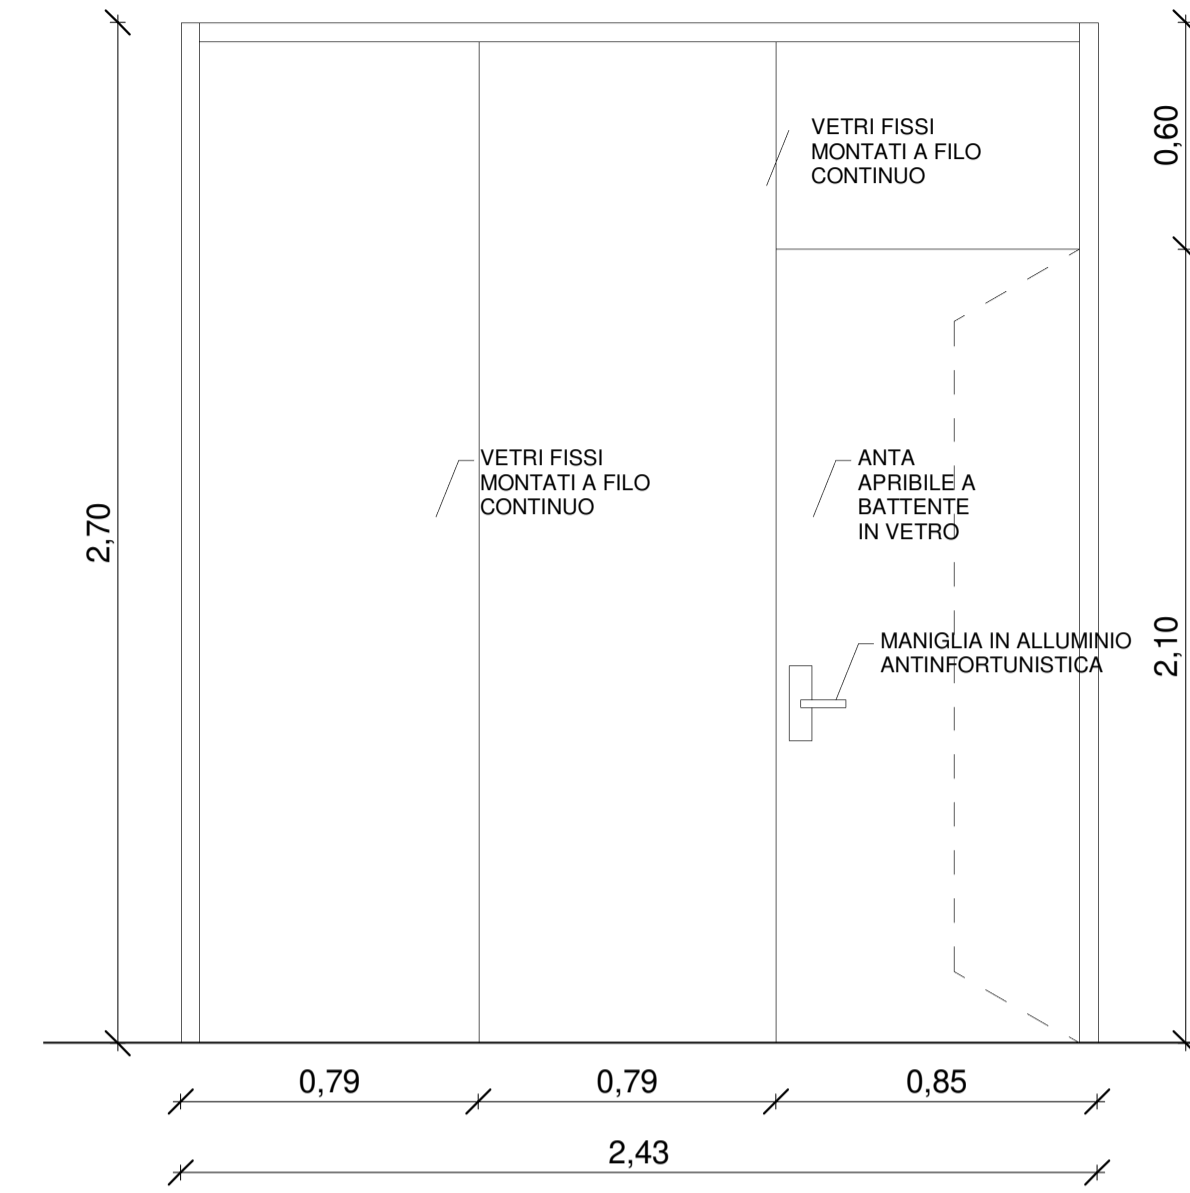 VETRI FISSI
MONTATI A FILO
CONTINUO
0,60
VETRI FISSI
MONTATI A FILO
CONTINUO
ANTA
APRIBILE A
BATTENTE
IN VETRO
2,70
MANIGLIA IN ALLUMINIO
ANTINFORTUNISTICA
2,10
0,79
0,79
0,85
2,43